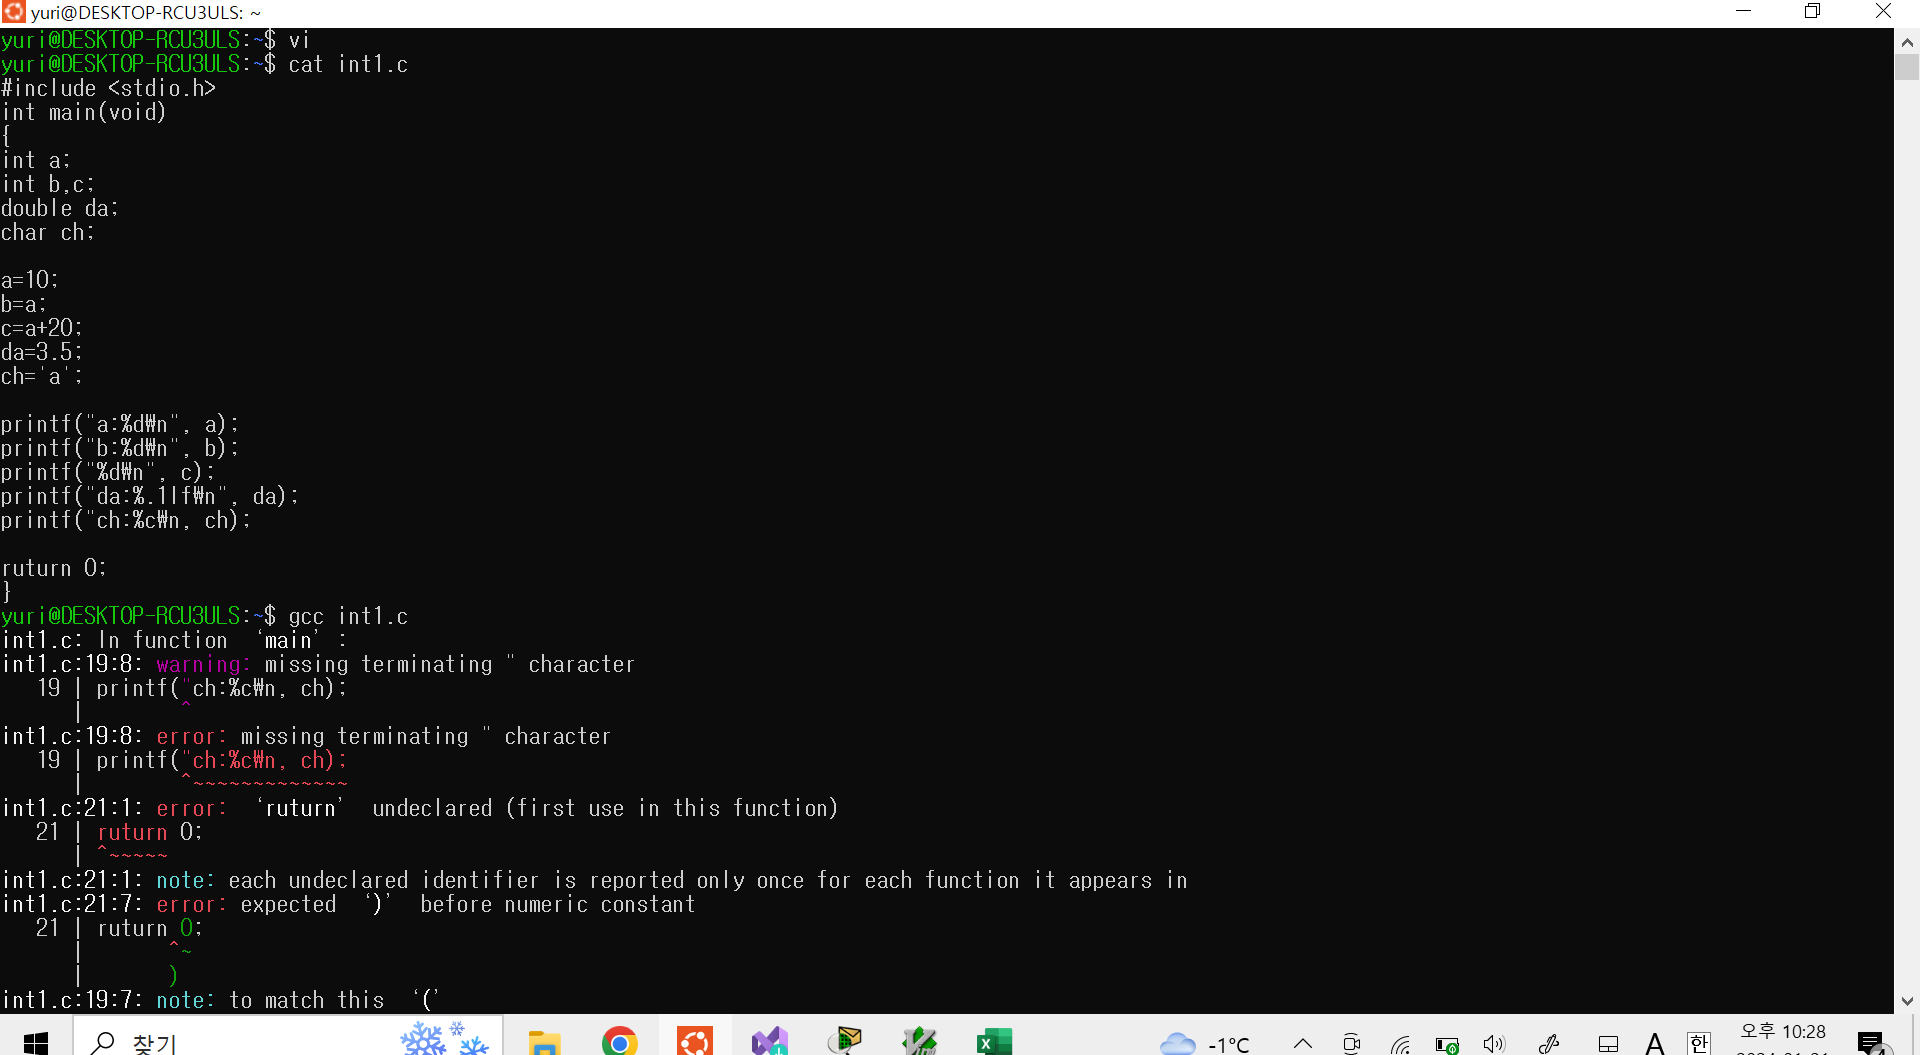 yuri@DESKTOP-RCU3ULS: ~
yuri@DESKTOP-RCU3ULS:~$ vi
yuri@DESKTOP-RCU3ULS:~$ cat int1.c
#include <stdio.h>
int main(void)
{
int a;
int b,c;
double da;
char ch;
a=10;
b=a;
c=a+20;
da=3.5;
ch='a';
printf("a:%d₩n", a);
printf("b:%d₩n", b);
printf("%d₩n", c);
printf("da:%.1lf₩n", da);
printf("ch:%c₩n, ch);
ruturn 0;
}
yuri@DESKTOP-RCU3ULS:~$ gcc int1.c
int1.c: In function ‘main’:
int1.c:19:8: warning: missing terminating " character
19 | printf("ch:%c₩n, ch);
| ^
int1.c:19:8: error: missing terminating " character
19 | printf("ch:%c₩n, ch);
| ^~~~~~~~~~~~~~
int1.c:21:1: error: ‘ruturn’ undeclared (first use in this function)
21 | ruturn 0;
| ^~~~~~
int1.c:21:1: note: each undeclared identifier is reported only once for each function it appears in
int1.c:21:7: error: expected ‘)’ before numeric constant
21 | ruturn 0;
| ^~
| )
int1.c:19:7: note: to match this ‘(’
찾기
-1°C
A
한
오후 10:28